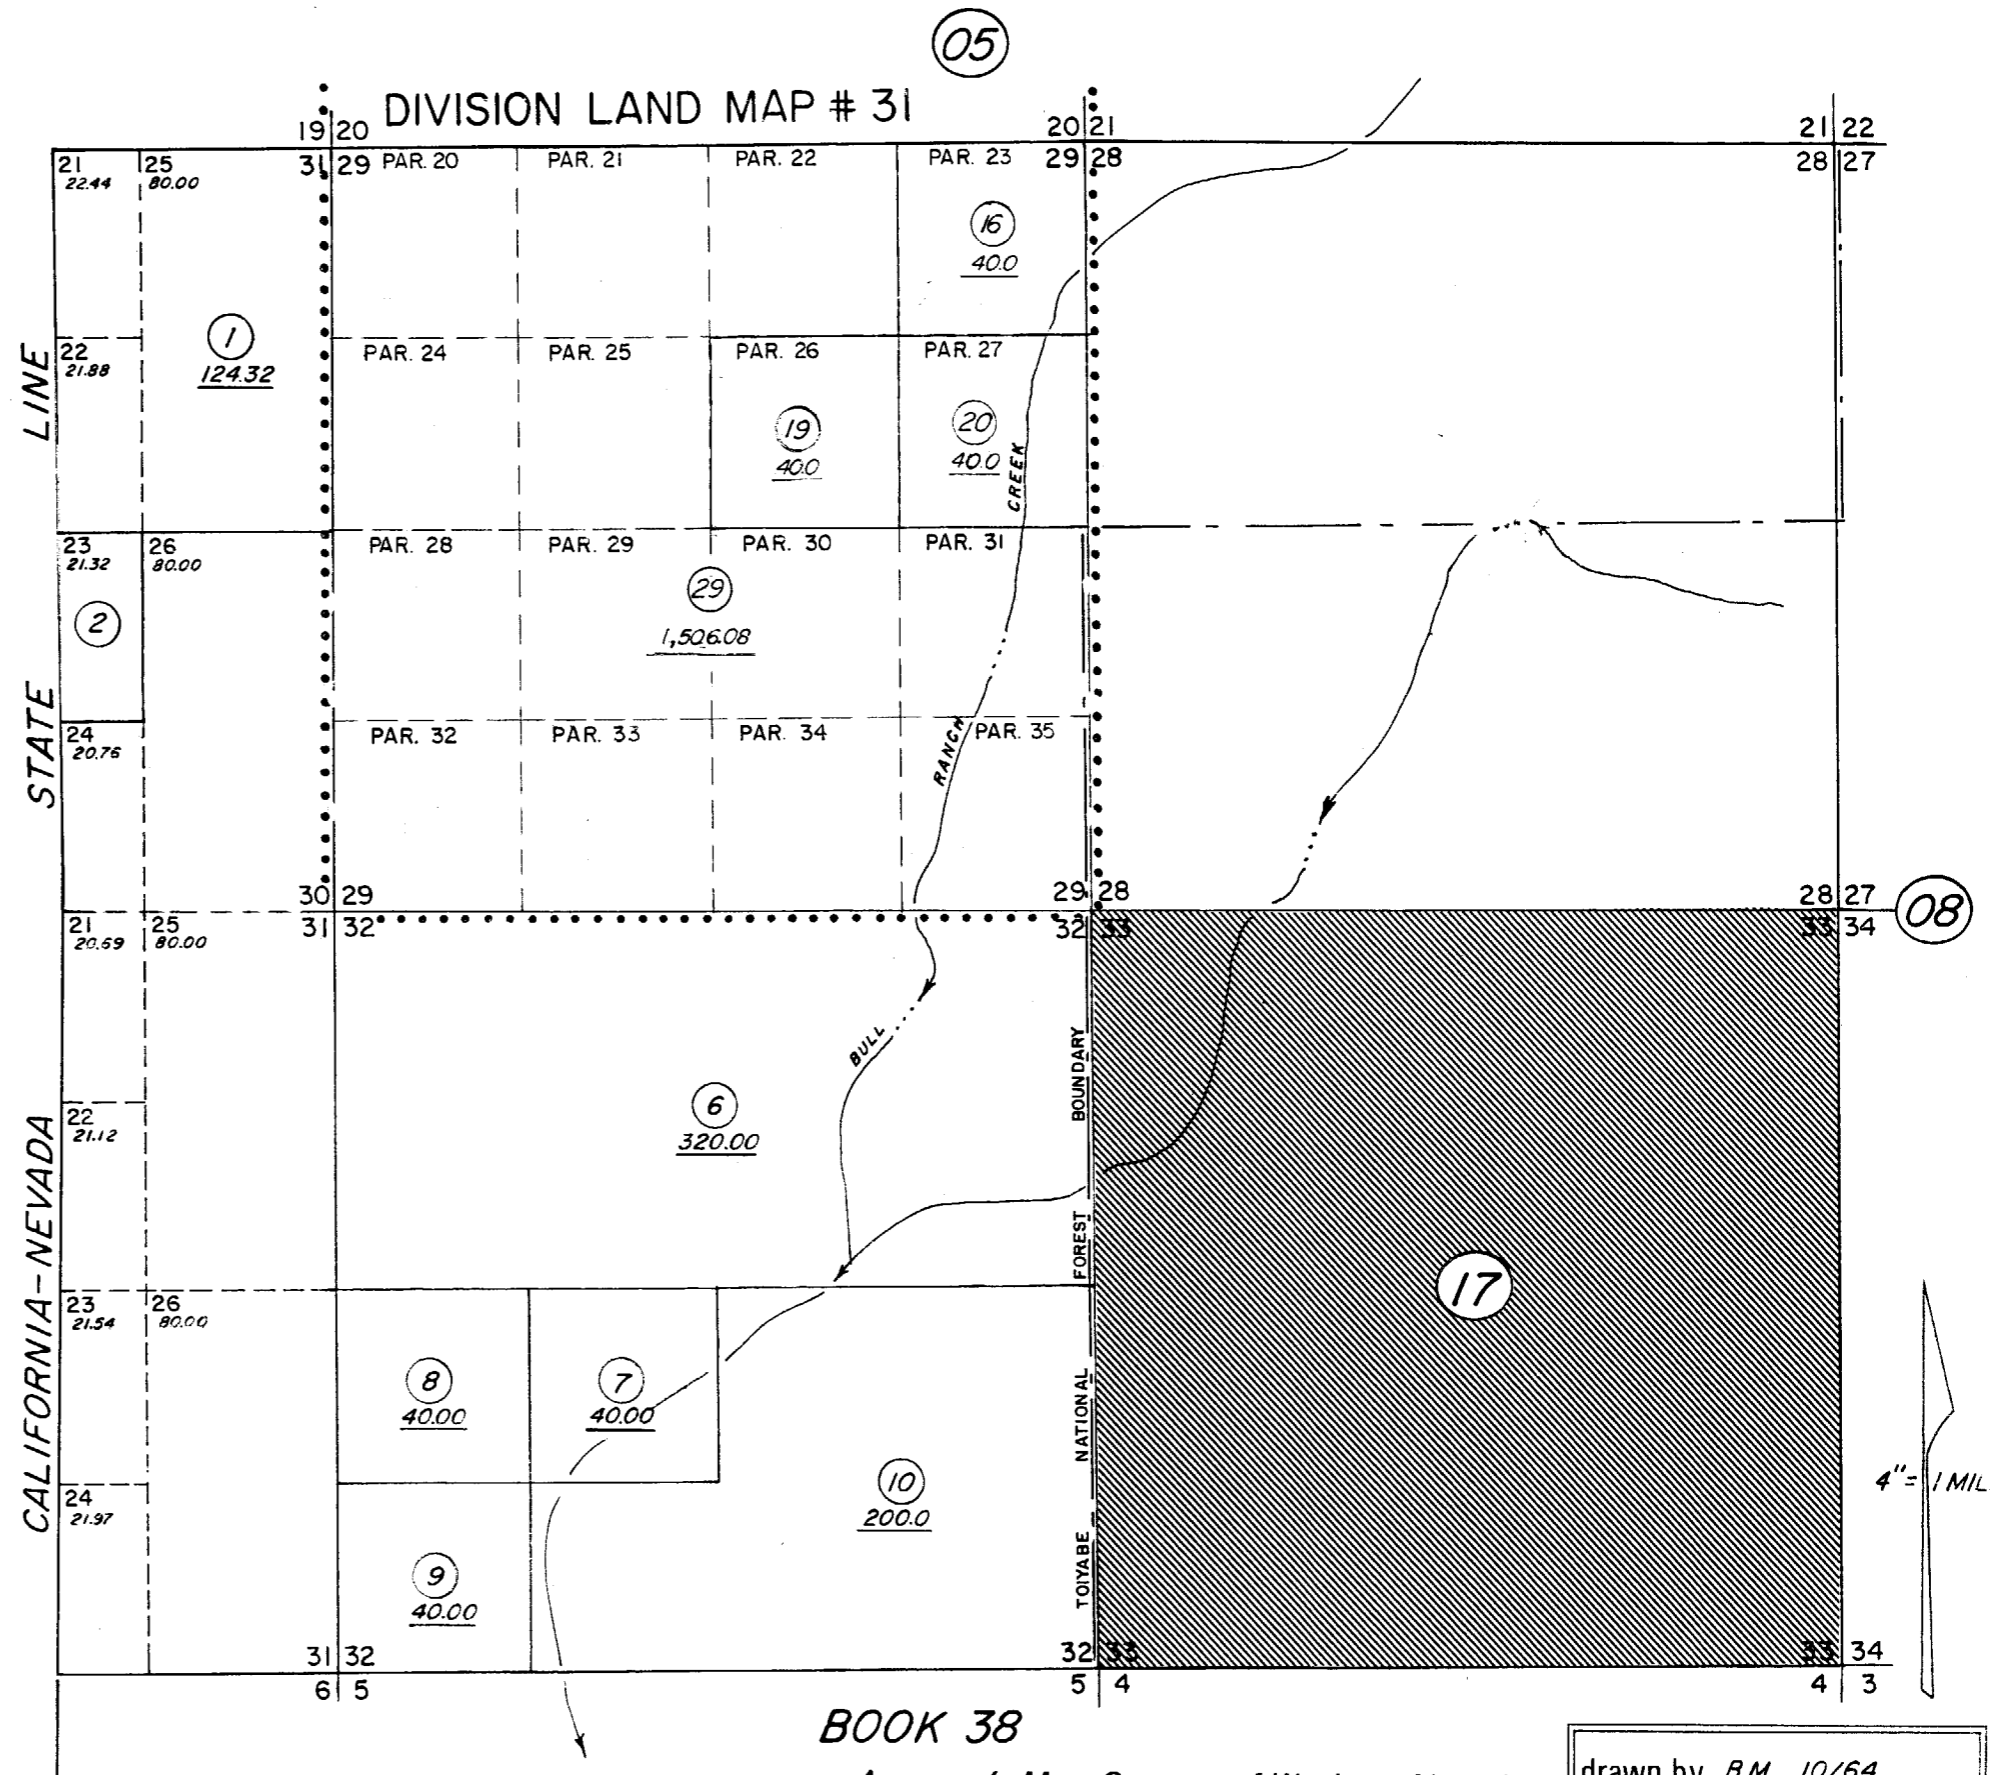 05
DIVISION LAND MAP # 31
19 20
20 21
21 22
21
22.44
25
80.00
31 29
PAR. 20
PAR. 21
PAR. 22
PAR. 23
29 28
28 27
16
40.0
1
124.32
22
21.88
PAR. 24
PAR. 25
PAR. 26
PAR. 27
19
40.0
20
40.0
23
21.32
26
80.00
PAR. 28
PAR. 29
PAR. 30
PAR. 31
2
29
1,506.08
24
20.76
PAR. 32
PAR. 33
PAR. 34
PAR. 35
BULL RANCH CREEK
30 29
29 28
28 27
08
21
20.69
25
80.00
31 32
32 33
33 34
6
320.00
22
21.12
23
21.54
26
80.00
17
8
40.00
7
40.00
24
21.97
10
200.0
4"= 1 MIL
9
40.00
CALIFORNIA-NEVADA STATE LINE
TOIYABE NATIONAL FOREST BOUNDARY
31 32
32 33
33 34
6 5
5 4
4 3
BOOK 38
drawn by B.M. 10/64